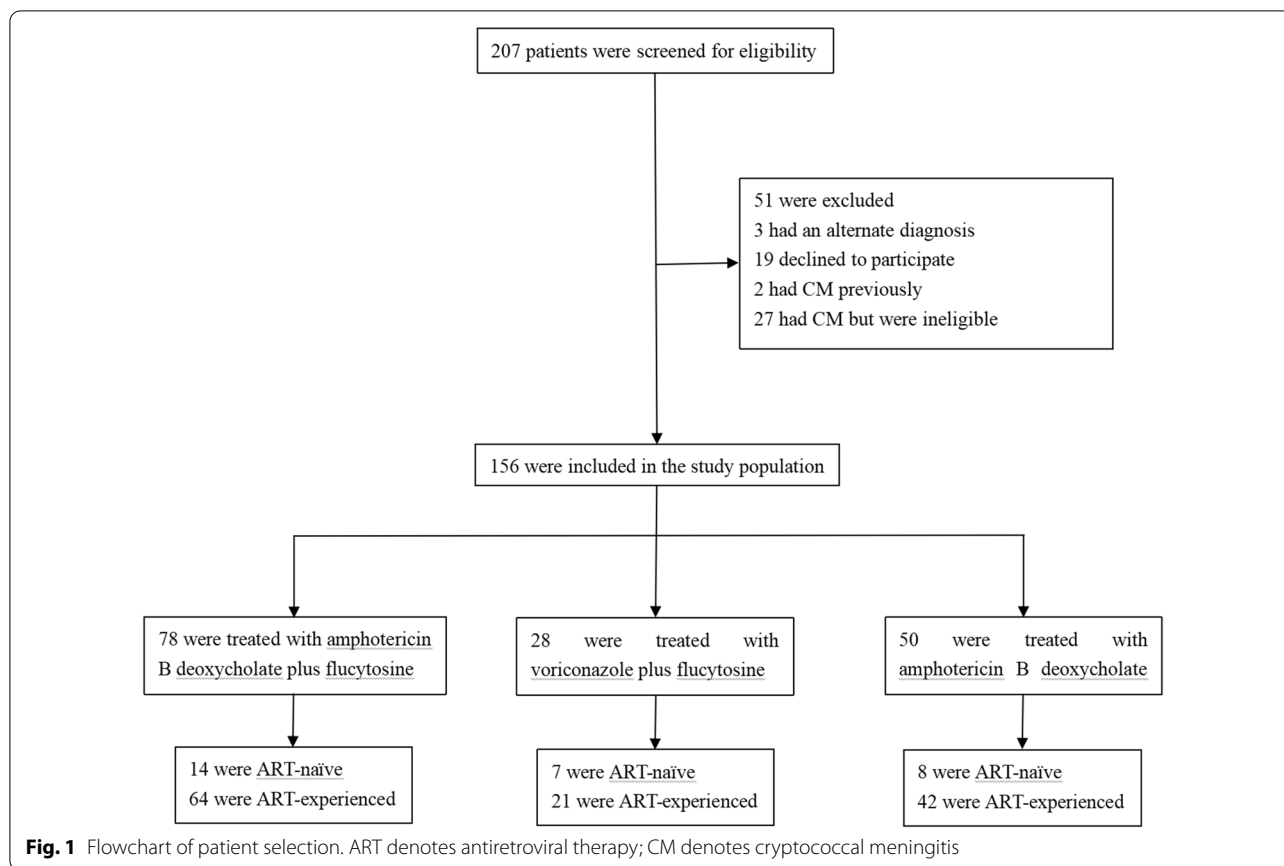 207 patients were screened for eligibility
51 were excluded
3 had an alternate diagnosis
19 declined to participate
2 had CM previously
27 had CM but were ineligible
156 were included in the study population
78 were treated with amphotericin
B deoxycholate plus flucytosine
28 were treated with
voriconazole plus flucytosine
50 were treated with
amphotericin B deoxycholate
14 were ART-naïve
64 were ART-experienced
7 were ART-naïve
21 were ART-experienced
8 were ART-naïve
42 were ART-experienced
Fig. 1 Flowchart of patient selection. ART denotes antiretroviral therapy; CM denotes cryptococcal meningitis